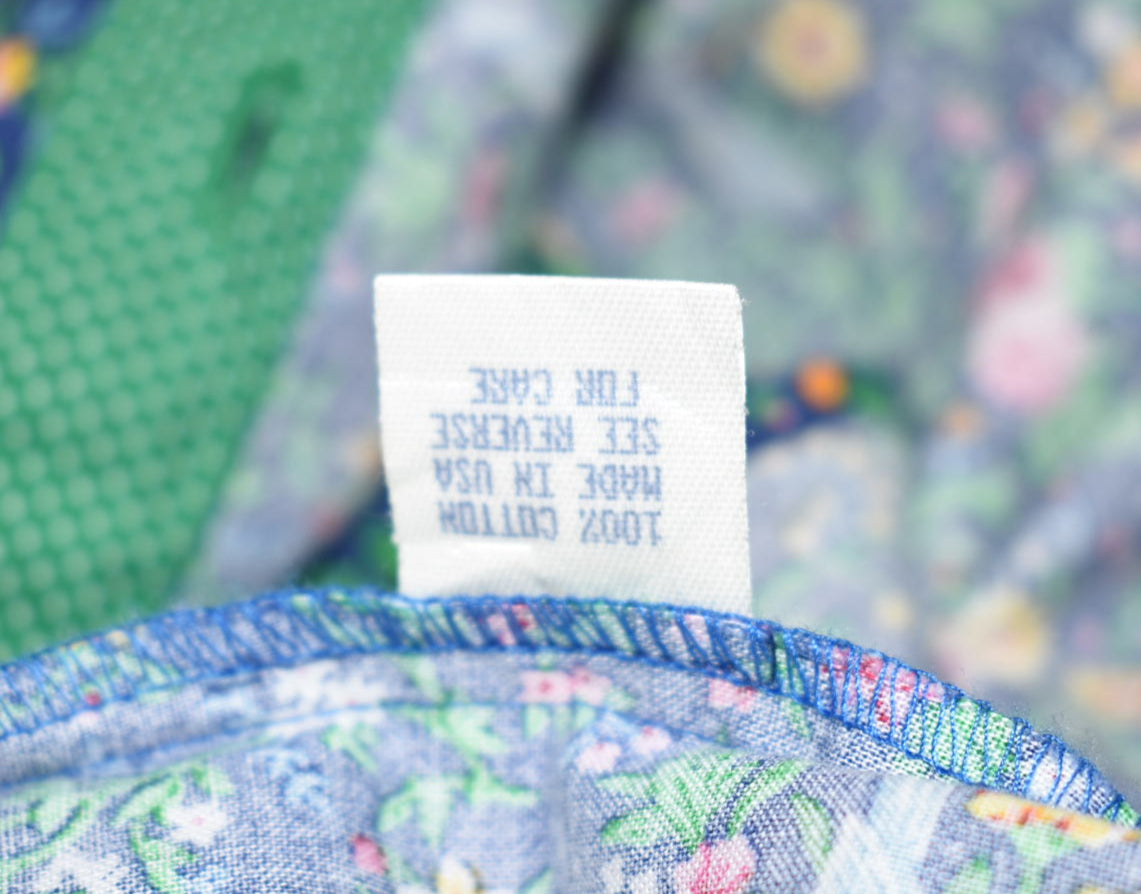 100% COTTON
MADE IN USA
SEE REVERSE
FOR CARE